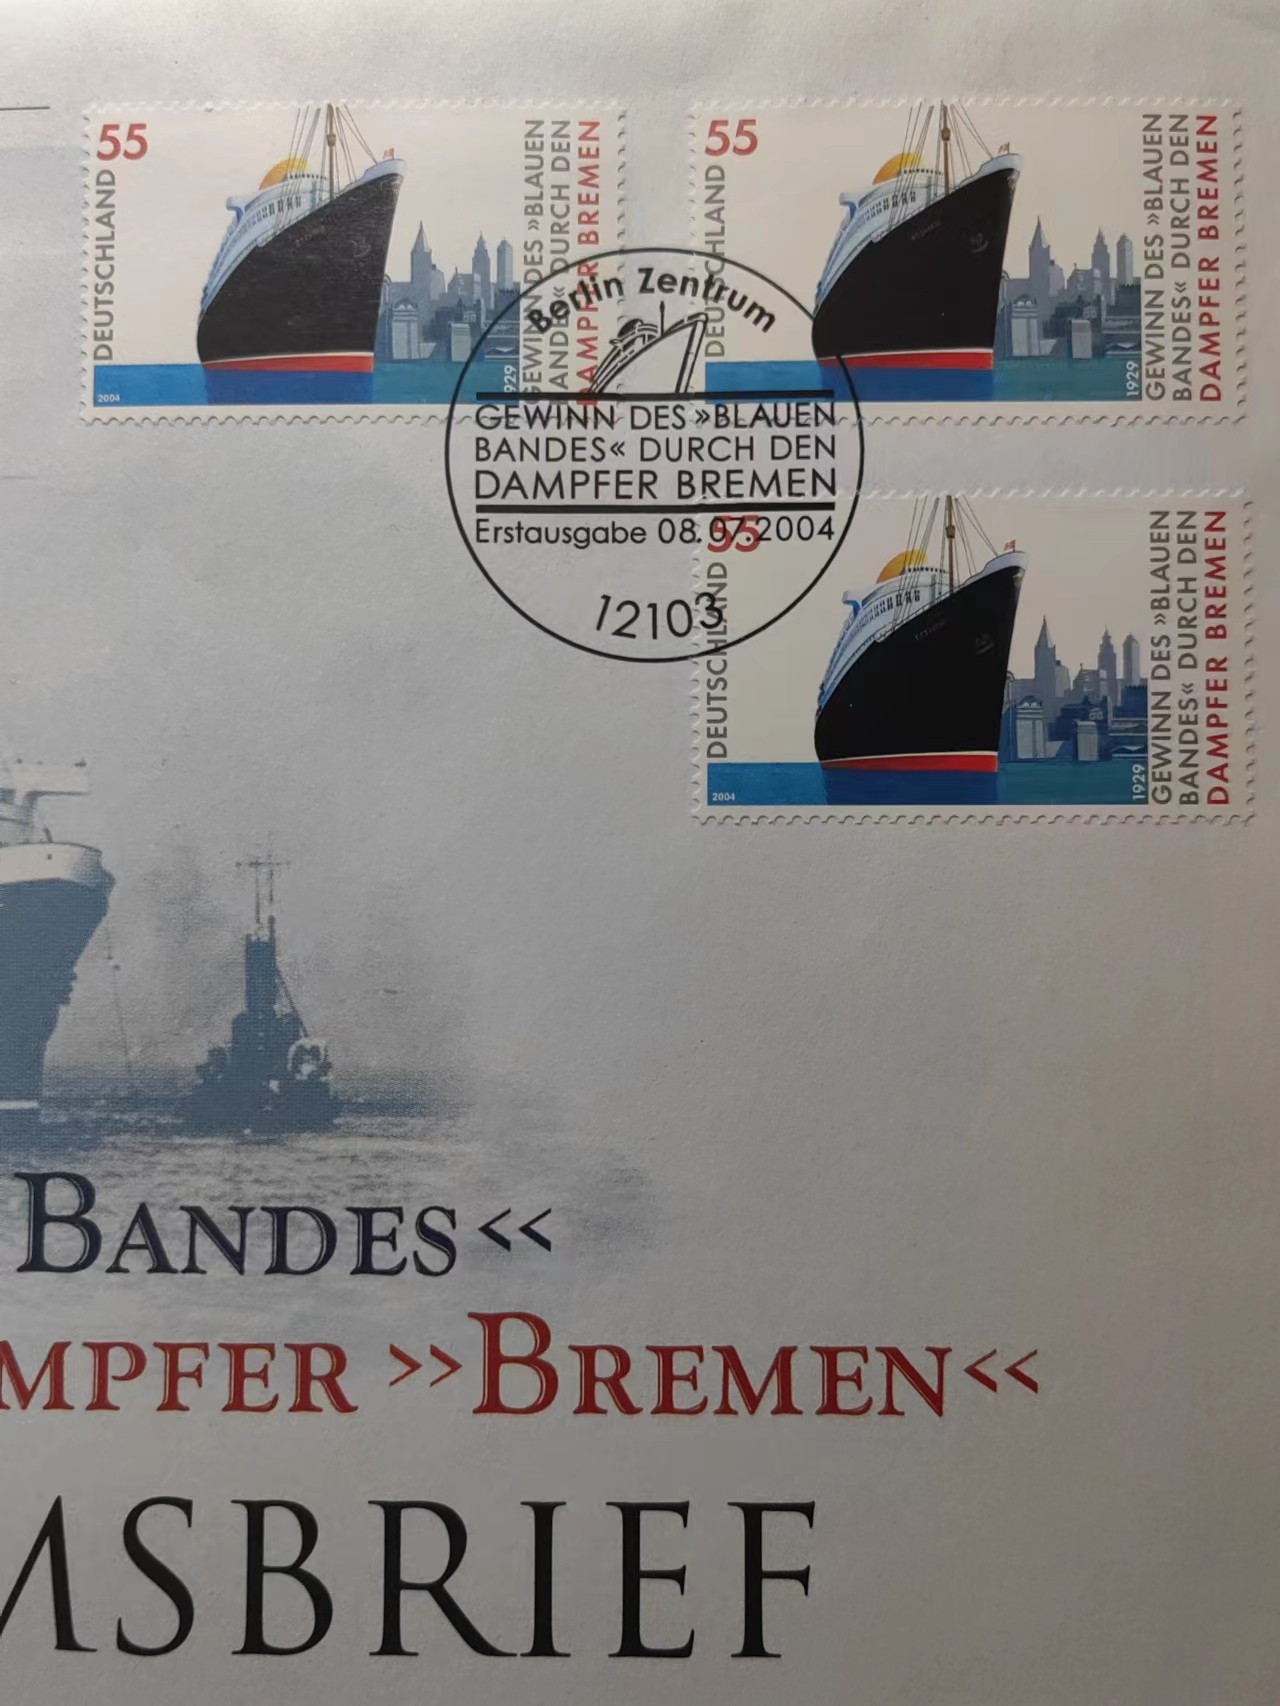 55
DEUTSCHLAND
2004
1929
GEWINN DES »BLAUEN
BANDES« DURCH DEN
DAMPFER BREMEN
55
DEUTSCHLAND
1929
GEWINN DES »BLAUEN
BANDES« DURCH DEN
DAMPFER BREMEN
Berlin Zentrum
GEWINN DES »BLAUEN
BANDES« DURCH DEN
DAMPFER BREMEN
Erstausgabe 08.07.2004
12103
55
DEUTSCHLAND
2004
1929
GEWINN DES »BLAUEN
BANDES« DURCH DEN
DAMPFER BREMEN
BANDES<<
MPFER >>BREMEN<<
MSBRIEF